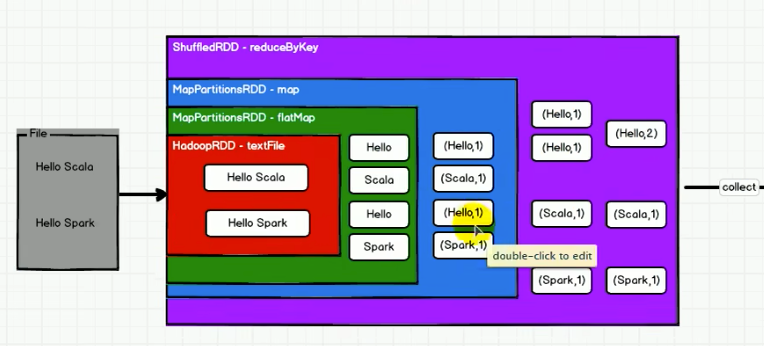 ShuffledRDD - reduceByKey
MapPartitionsRDD - map
MapPartitionsRDD - flatMap
HadoopRDD - textFile
File
Hello Scala
Hello Spark
Hello Scala
Hello Spark
Hello
Scala
Hello
Spark
(Hello,1)
(Scala,1)
(Hello,1)
(Spark,1)
double-click to edit
(Hello,1)
(Hello,1)
(Scala,1)
(Spark,1)
(Hello,2)
(Scala,1)
(Spark,1)
collect